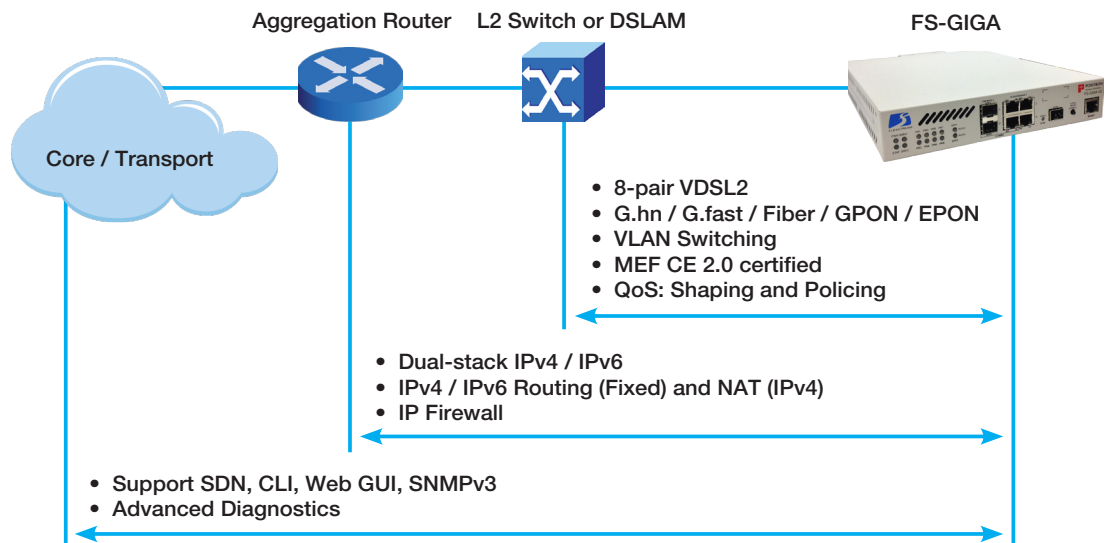 Aggregation Router
L2 Switch or DSLAM
FS-GIGA
Core / Transport
• 8-pair VDSL2
• G.hn / G.fast / Fiber / GPON / EPON
• VLAN Switching
• MEF CE 2.0 certified
• QoS: Shaping and Policing
• Dual-stack IPv4 / IPv6
• IPv4 / IPv6 Routing (Fixed) and NAT (IPv4)
• IP Firewall
• Support SDN, CLI, Web GUI, SNMPv3
• Advanced Diagnostics